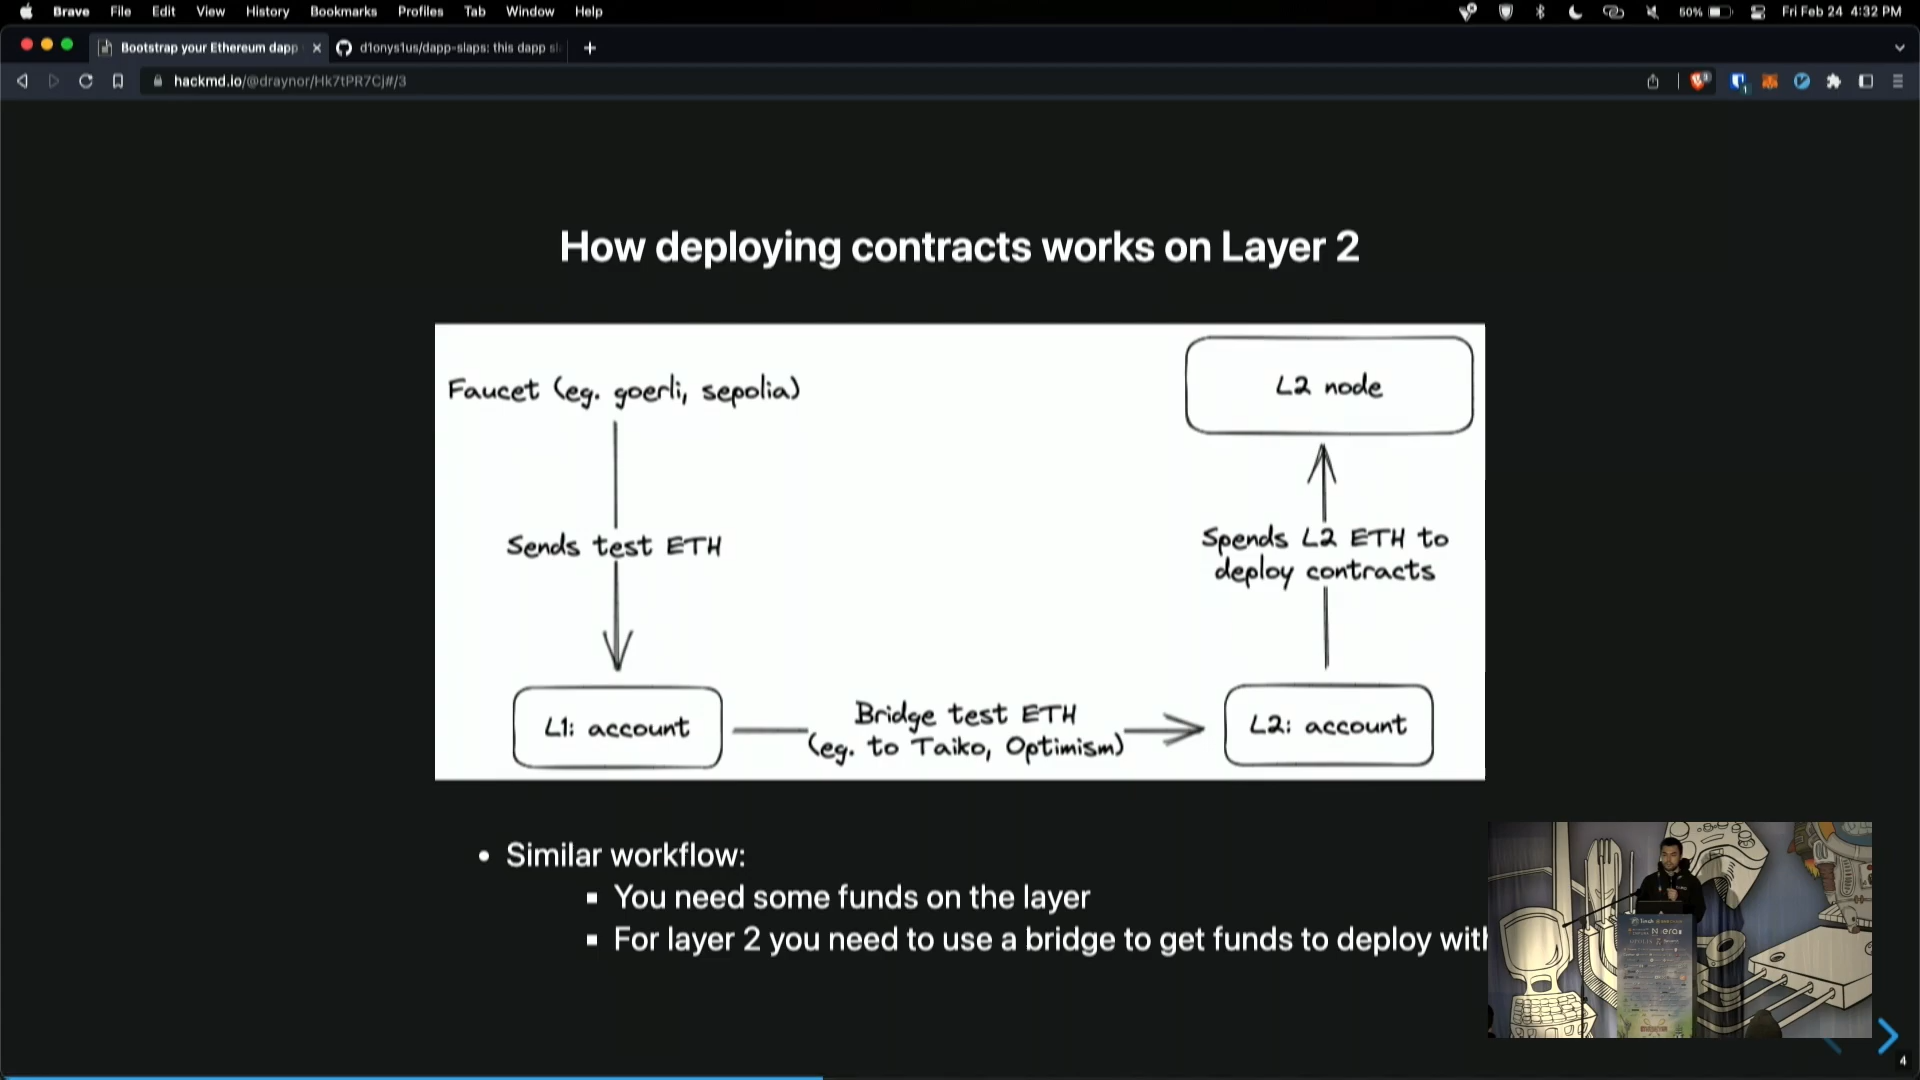 Brave File Edit View History Bookmarks Profiles Tab Window Help 50% Fri Feb 24 4:32 PM
Bootstrap your Ethereum dapp d1onys1us/dapp-slaps: this dapp sl
hackmd.io/@draynor/Hk7tPR7Cj#/3
How deploying contracts works on Layer 2
Faucet (eg. goerli, sepolia)
L2 node
Sends test ETH
Spends L2 ETH to
deploy contracts
L1: account
Bridge test ETH
(eg. to Taiko, Optimism)
L2: account
Similar workflow:
You need some funds on the layer
For layer 2 you need to use a bridge to get funds to deploy with
4